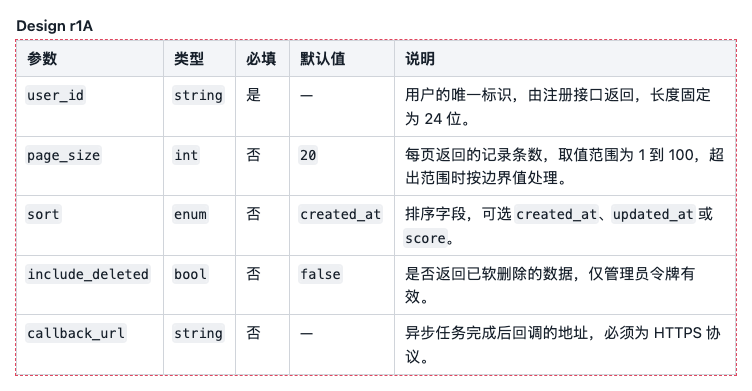 Design r1A
参数 类型 必填 默认值 说明
user_id string 是 — 用户的唯一标识，由注册接口返回，长度固定
为 24 位。
page_size int 否 20 每页返回的记录条数，取值范围为 1 到 100，超
出范围时按边界值处理。
sort enum 否 created_at 排序字段，可选 created_at、updated_at 或
score。
include_deleted bool 否 false 是否返回已软删除的数据，仅管理员令牌有
效。
callback_url string 否 — 异步任务完成后回调的地址，必须为 HTTPS 协
议。